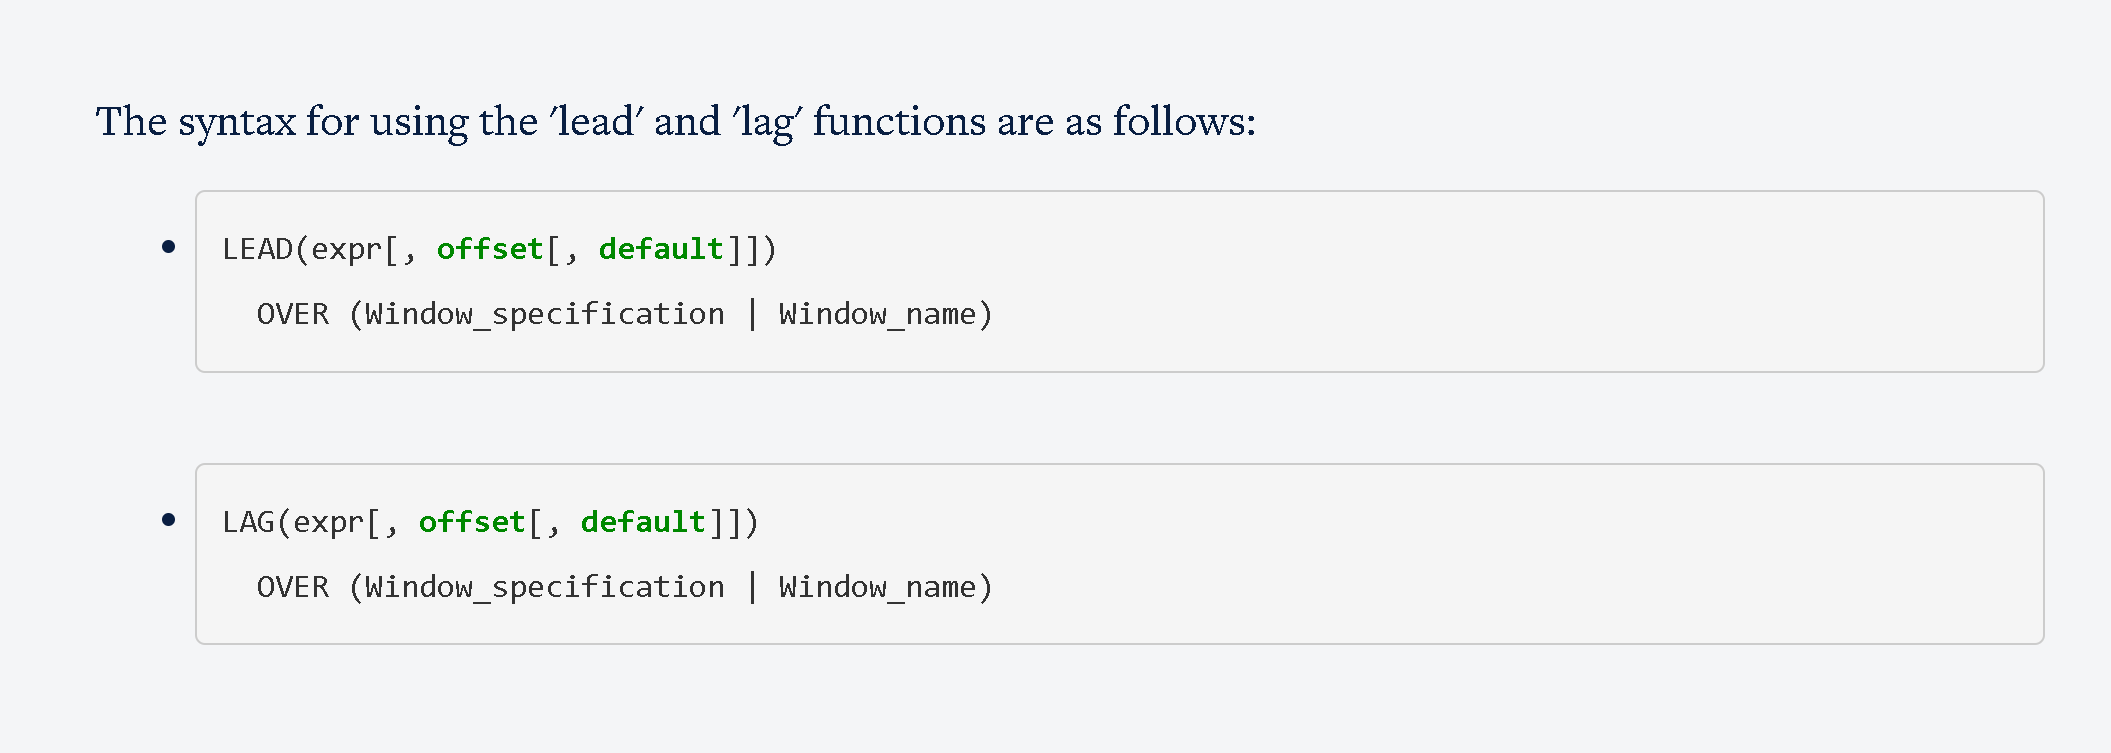 The syntax for using the 'lead' and 'lag' functions are as follows:
• LEAD(expr[, offset[, default]])
OVER (Window_specification | Window_name)
• LAG(expr[, offset[, default]])
OVER (Window_specification | Window_name)